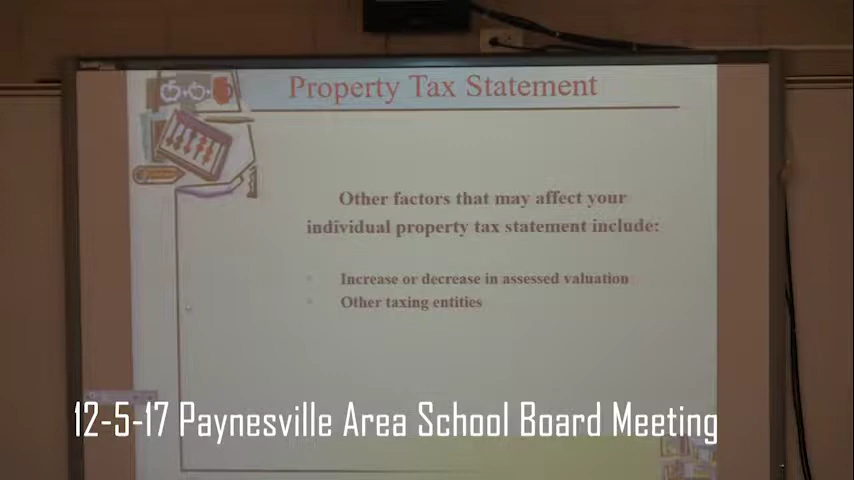 Property Tax Statement
Other factors that may affect your
individual property tax statement include:
Increase or decrease in assessed valuation
Other taxing entities
12-5-17 Paynesville Area School Board Meeting